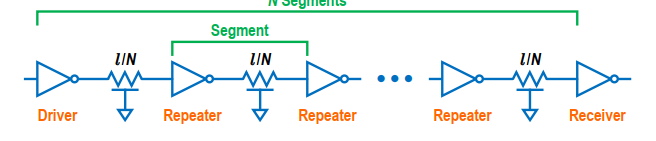 N Segments
Segment
l/N
l/N
l/N
Driver
Repeater
Repeater
Repeater
Receiver